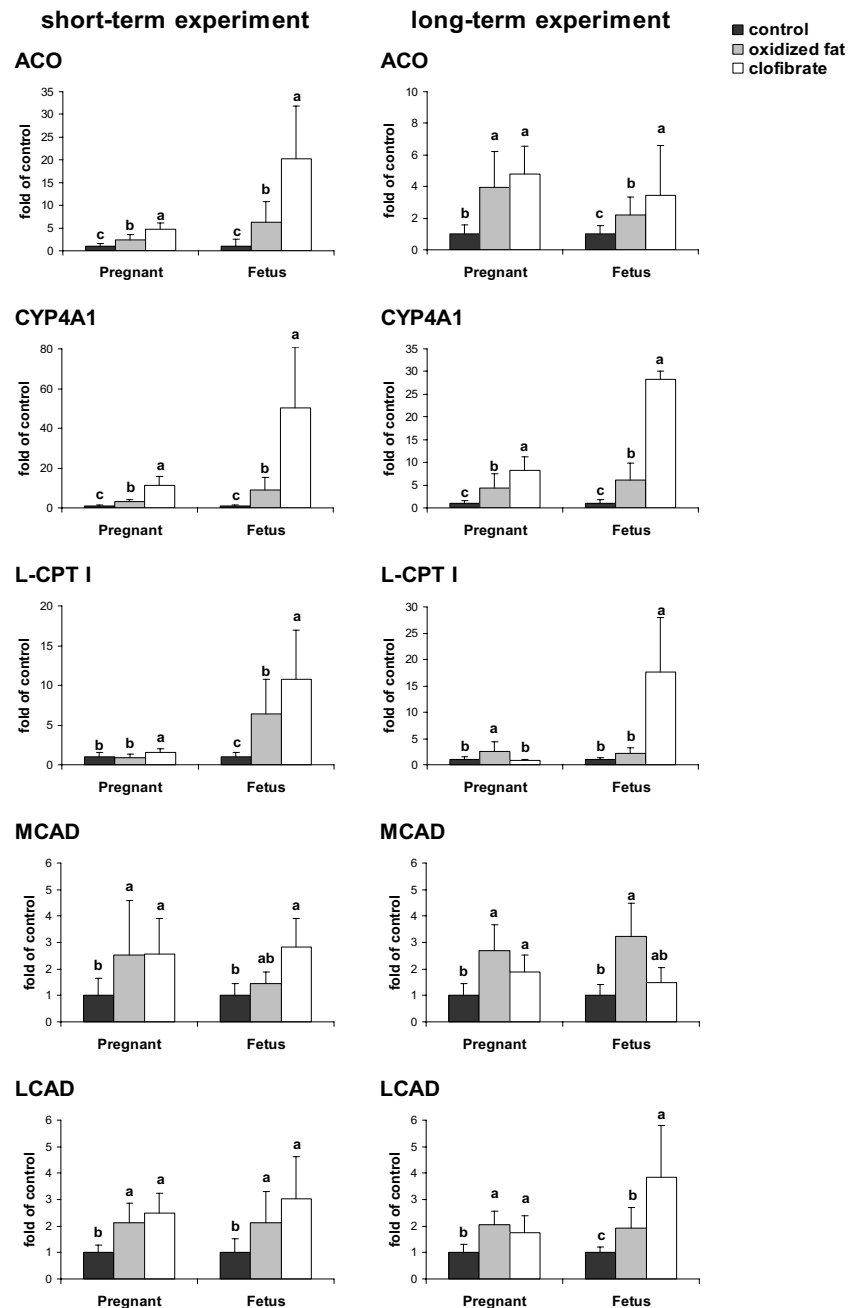 short-term experiment
long-term experiment
control
oxidized fat
clofibrate
ACO
fold of control
35
30
25
20
15
10
5
0
c b a
c b a
Pregnant Fetus
ACO
fold of control
10
8
6
4
2
0
b a a
c b a
Pregnant Fetus
CYP4A1
fold of control
80
60
40
20
0
c b a
c b a
Pregnant Fetus
CYP4A1
fold of control
35
30
25
20
15
10
5
0
c b a
c b a
Pregnant Fetus
L-CPT I
fold of control
20
15
10
5
0
b b a
c b a
Pregnant Fetus
L-CPT I
fold of control
30
25
20
15
10
5
0
b a b
b b a
Pregnant Fetus
MCAD
fold of control
6
5
4
3
2
1
0
b a a
b ab a
Pregnant Fetus
MCAD
fold of control
6
5
4
3
2
1
0
b a a
b a ab
Pregnant Fetus
LCAD
fold of control
6
5
4
3
2
1
0
b a a
b a a
Pregnant Fetus
LCAD
fold of control
6
5
4
3
2
1
0
b a a
c b a
Pregnant Fetus